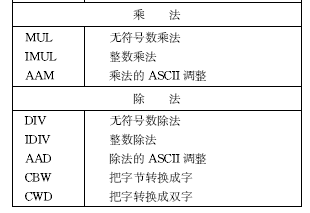 乘 法
MUL 无符号数乘法
IMUL 整数乘法
AAM 乘法的 ASCII 调整
除 法
DIV 无符号数除法
IDIV 整数除法
AAD 除法的 ASCII 调整
CBW 把字节转换成字
CWD 把字转换成双字